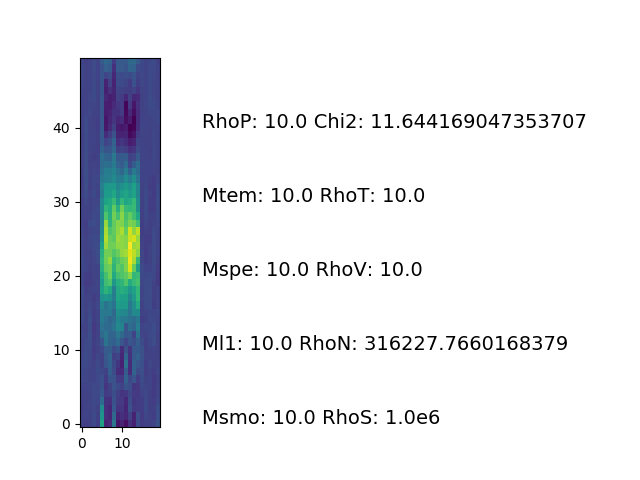 40
30
20
10
0
0 10
RhoP: 10.0 Chi2: 11.644169047353707
Mtem: 10.0 RhoT: 10.0
Mspe: 10.0 RhoV: 10.0
Ml1: 10.0 RhoN: 316227.7660168379
Msmo: 10.0 RhoS: 1.0e6